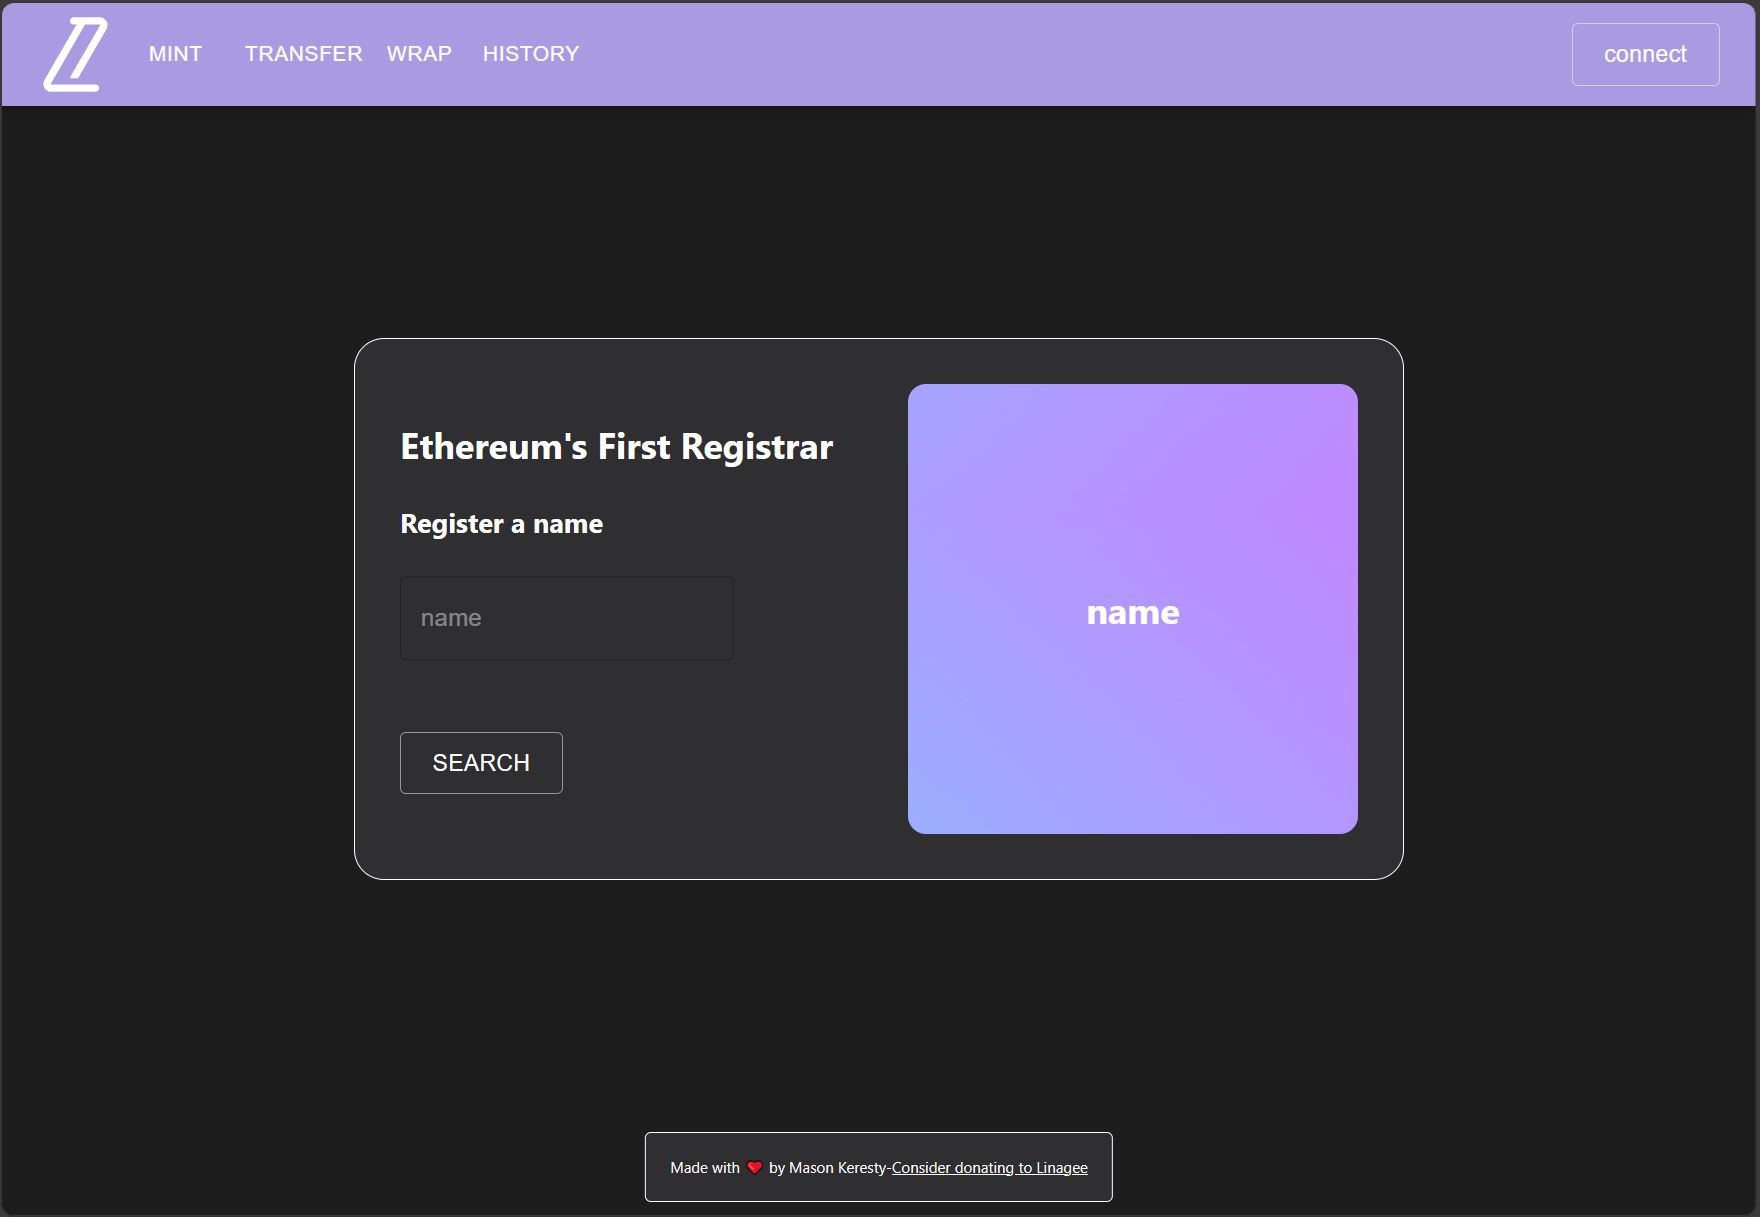 MINT TRANSFER WRAP HISTORY connect
Ethereum's First Registrar
Register a name
name
SEARCH
name
Made with ❤️ by Mason Keresty-Consider donating to Linagee